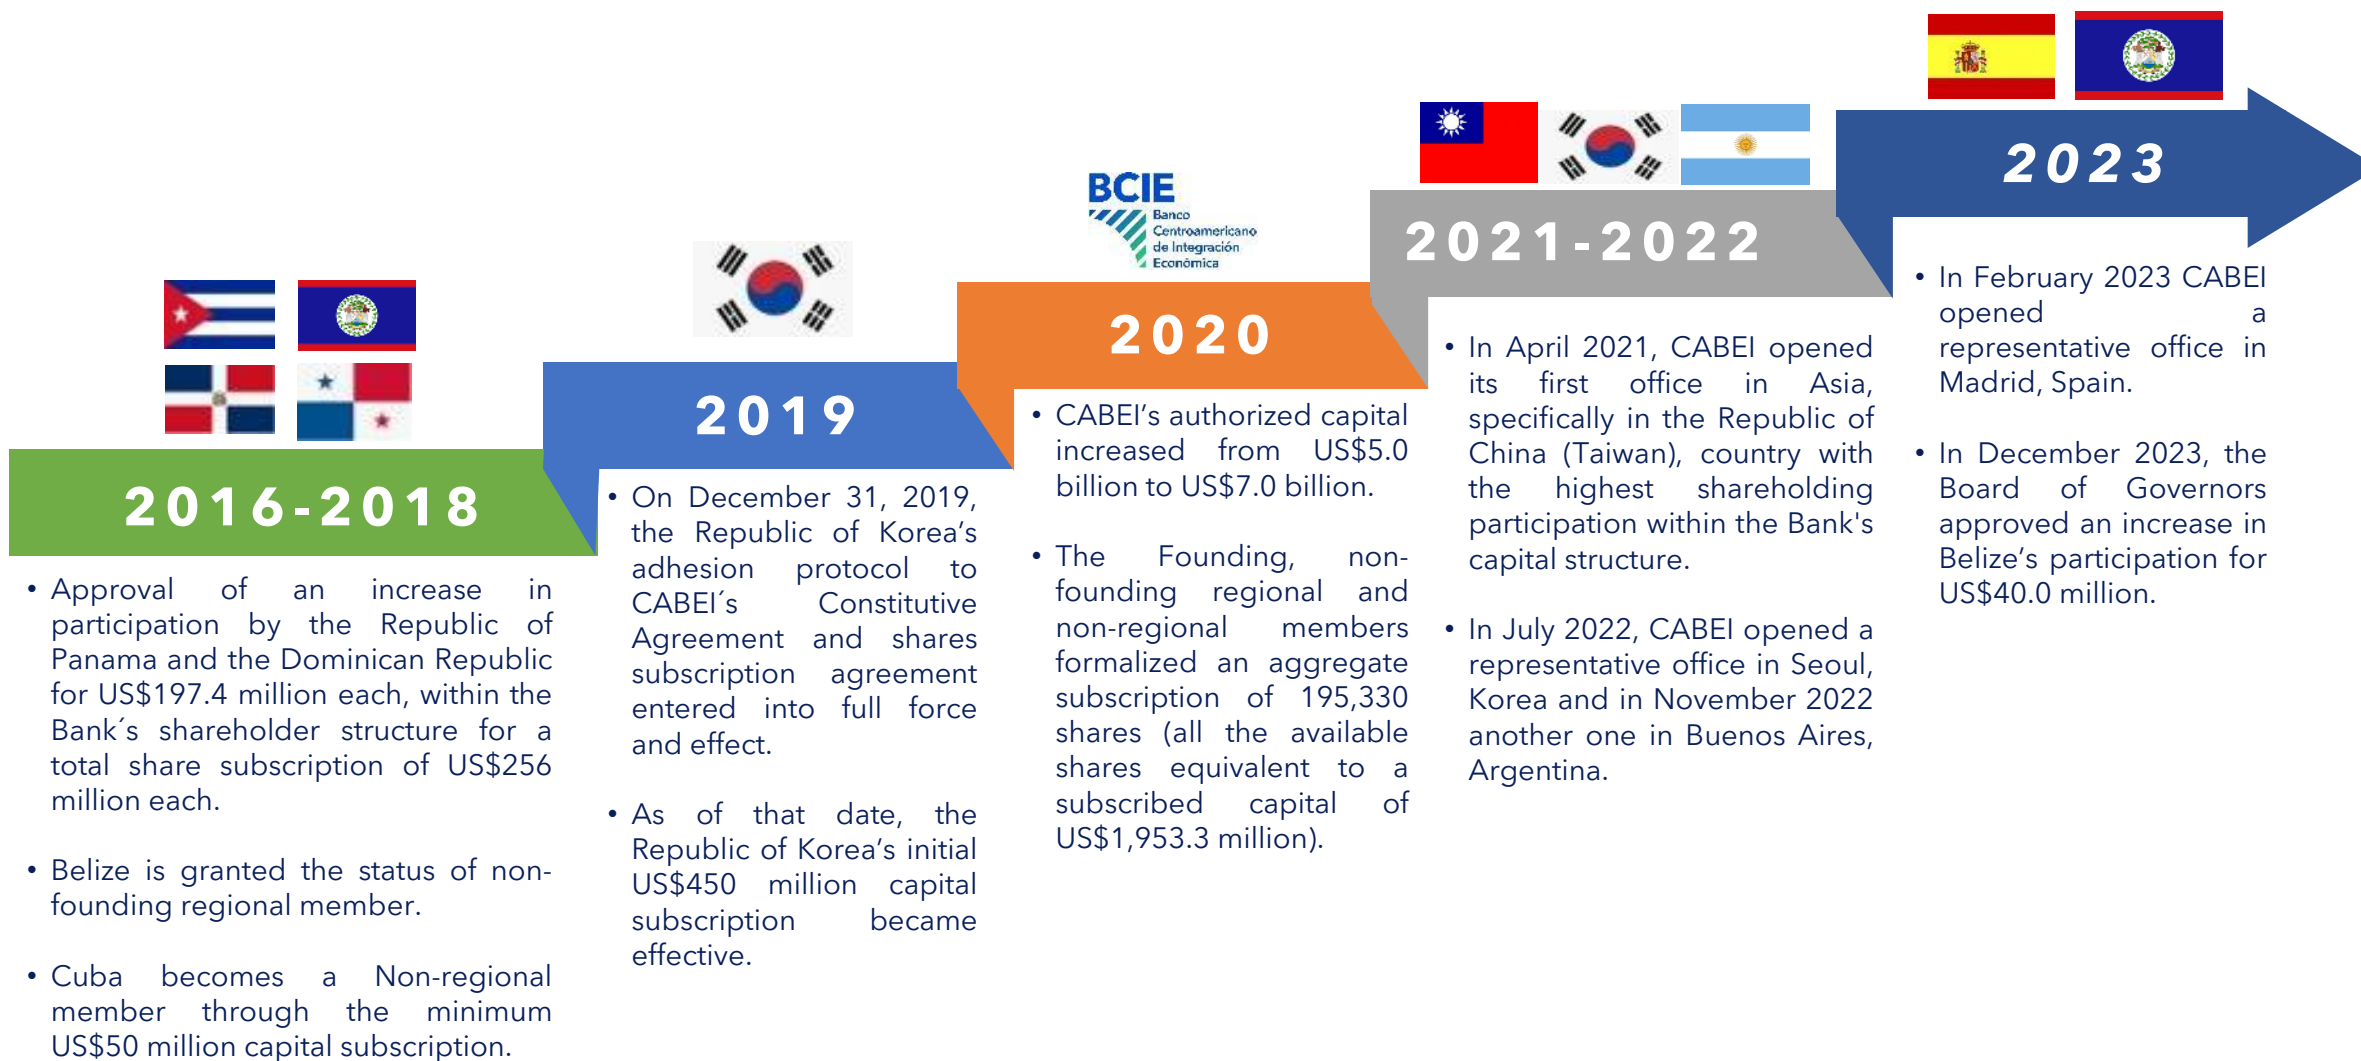 2016-2018
• Approval of an increase in
participation by the Republic of
Panama and the Dominican Republic
for US$197.4 million each, within the
Bank´s shareholder structure for a
total share subscription of US$256
million each.
• Belize is granted the status of non-
founding regional member.
• Cuba becomes a Non-regional
member through the minimum
US$50 million capital subscription.
2019
• On December 31, 2019,
the Republic of Korea’s
adhesion protocol to
CABEI´s Constitutive
Agreement and shares
subscription agreement
entered into full force
and effect.
• As of that date, the
Republic of Korea’s initial
US$450 million capital
subscription became
effective.
BCIE
Banco
Centroamericano
de Integración
Económica
2020
• CABEI’s authorized capital
increased from US$5.0
billion to US$7.0 billion.
• The Founding, non-
founding regional and
non-regional members
formalized an aggregate
subscription of 195,330
shares (all the available
shares equivalent to a
subscribed capital of
US$1,953.3 million).
2021-2022
• In April 2021, CABEI opened
its first office in Asia,
specifically in the Republic of
China (Taiwan), country with
the highest shareholding
participation within the Bank's
capital structure.
• In July 2022, CABEI opened a
representative office in Seoul,
Korea and in November 2022
another one in Buenos Aires,
Argentina.
2023
• In February 2023 CABEI
opened a
representative office in
Madrid, Spain.
• In December 2023, the
Board of Governors
approved an increase in
Belize’s participation for
US$40.0 million.